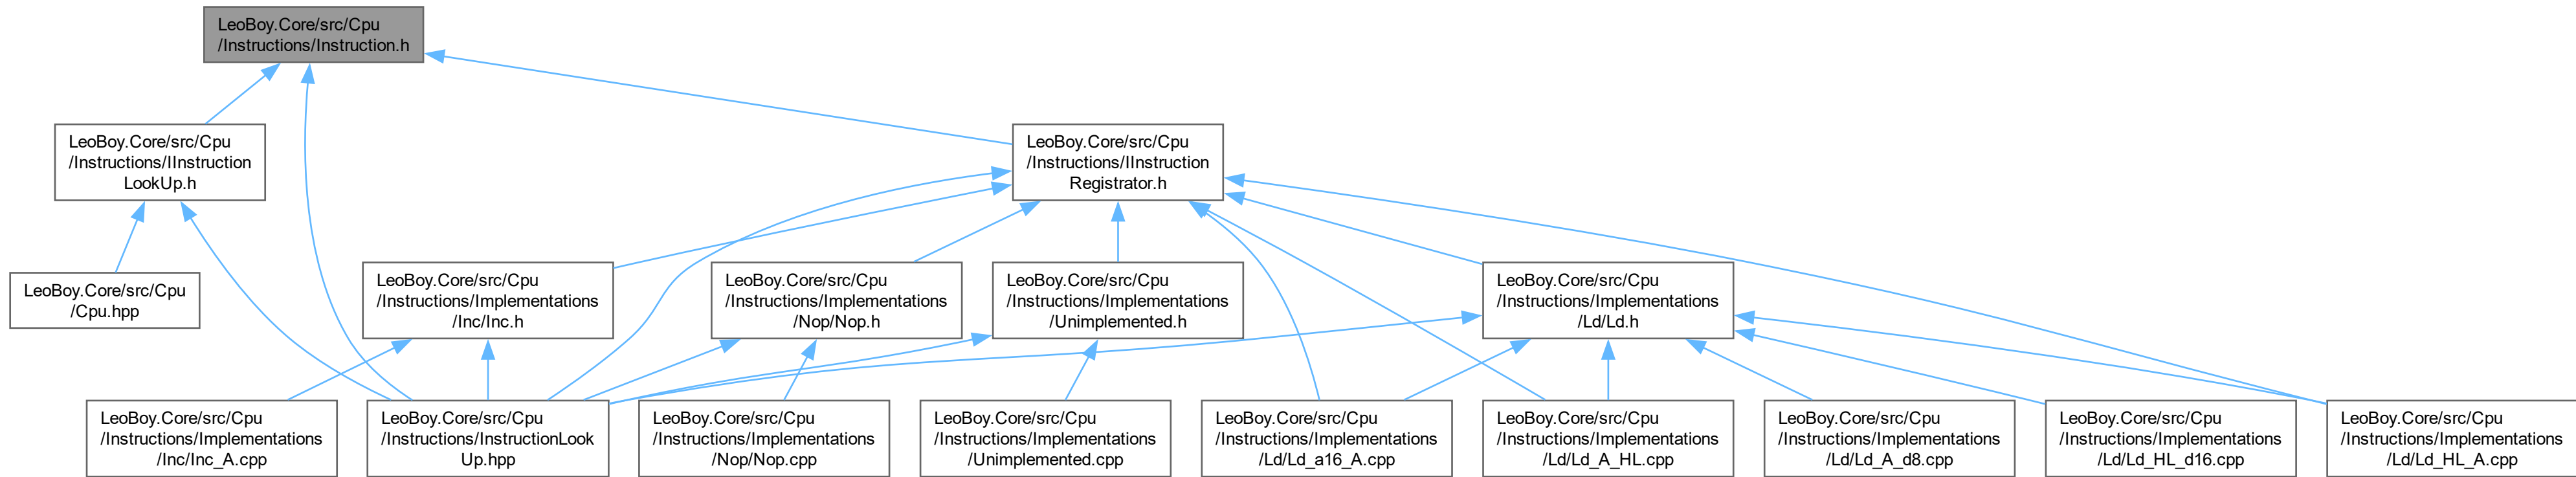 LeoBoy.Core/src/Cpu
/Instructions/Instruction.h
LeoBoy.Core/src/Cpu
/Instructions/IInstruction
LookUp.h
LeoBoy.Core/src/Cpu
/Instructions/IInstruction
Registrator.h
LeoBoy.Core/src/Cpu
/Cpu.hpp
LeoBoy.Core/src/Cpu
/Instructions/Implementations
/Inc/Inc.h
LeoBoy.Core/src/Cpu
/Instructions/Implementations
/Nop/Nop.h
LeoBoy.Core/src/Cpu
/Instructions/Implementations
/Unimplemented.h
LeoBoy.Core/src/Cpu
/Instructions/Implementations
/Ld/Ld.h
LeoBoy.Core/src/Cpu
/Instructions/Implementations
/Inc/Inc_A.cpp
LeoBoy.Core/src/Cpu
/Instructions/InstructionLook
Up.hpp
LeoBoy.Core/src/Cpu
/Instructions/Implementations
/Nop/Nop.cpp
LeoBoy.Core/src/Cpu
/Instructions/Implementations
/Unimplemented.cpp
LeoBoy.Core/src/Cpu
/Instructions/Implementations
/Ld/Ld_a16_A.cpp
LeoBoy.Core/src/Cpu
/Instructions/Implementations
/Ld/Ld_A_HL.cpp
LeoBoy.Core/src/Cpu
/Instructions/Implementations
/Ld/Ld_A_d8.cpp
LeoBoy.Core/src/Cpu
/Instructions/Implementations
/Ld/Ld_HL_d16.cpp
LeoBoy.Core/src/Cpu
/Instructions/Implementations
/Ld/Ld_HL_A.cpp